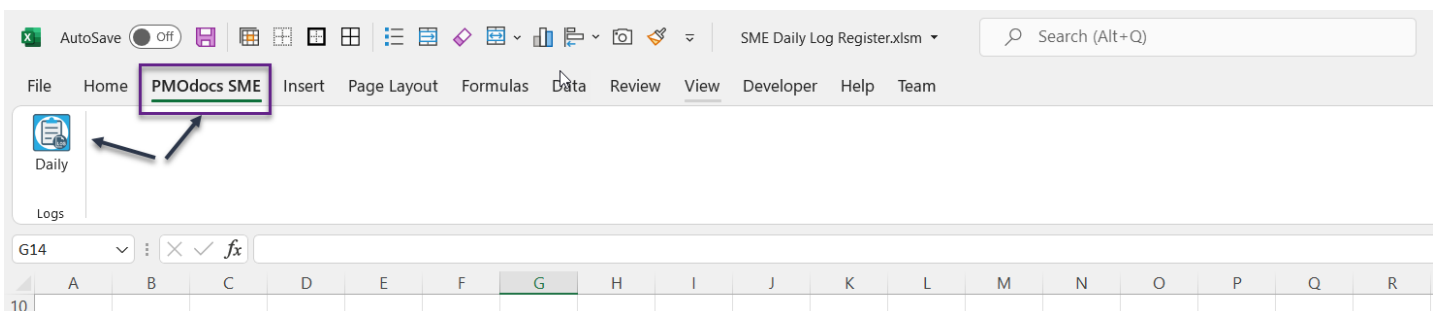 AutoSave Off SME Daily Log Register.xlsm Search (Alt+Q)
File Home PMOdocs SME Insert Page Layout Formulas Data Review View Developer Help Team
Daily
Logs
G14 fx
A B C D E F G H I J K L M N O P Q R
10